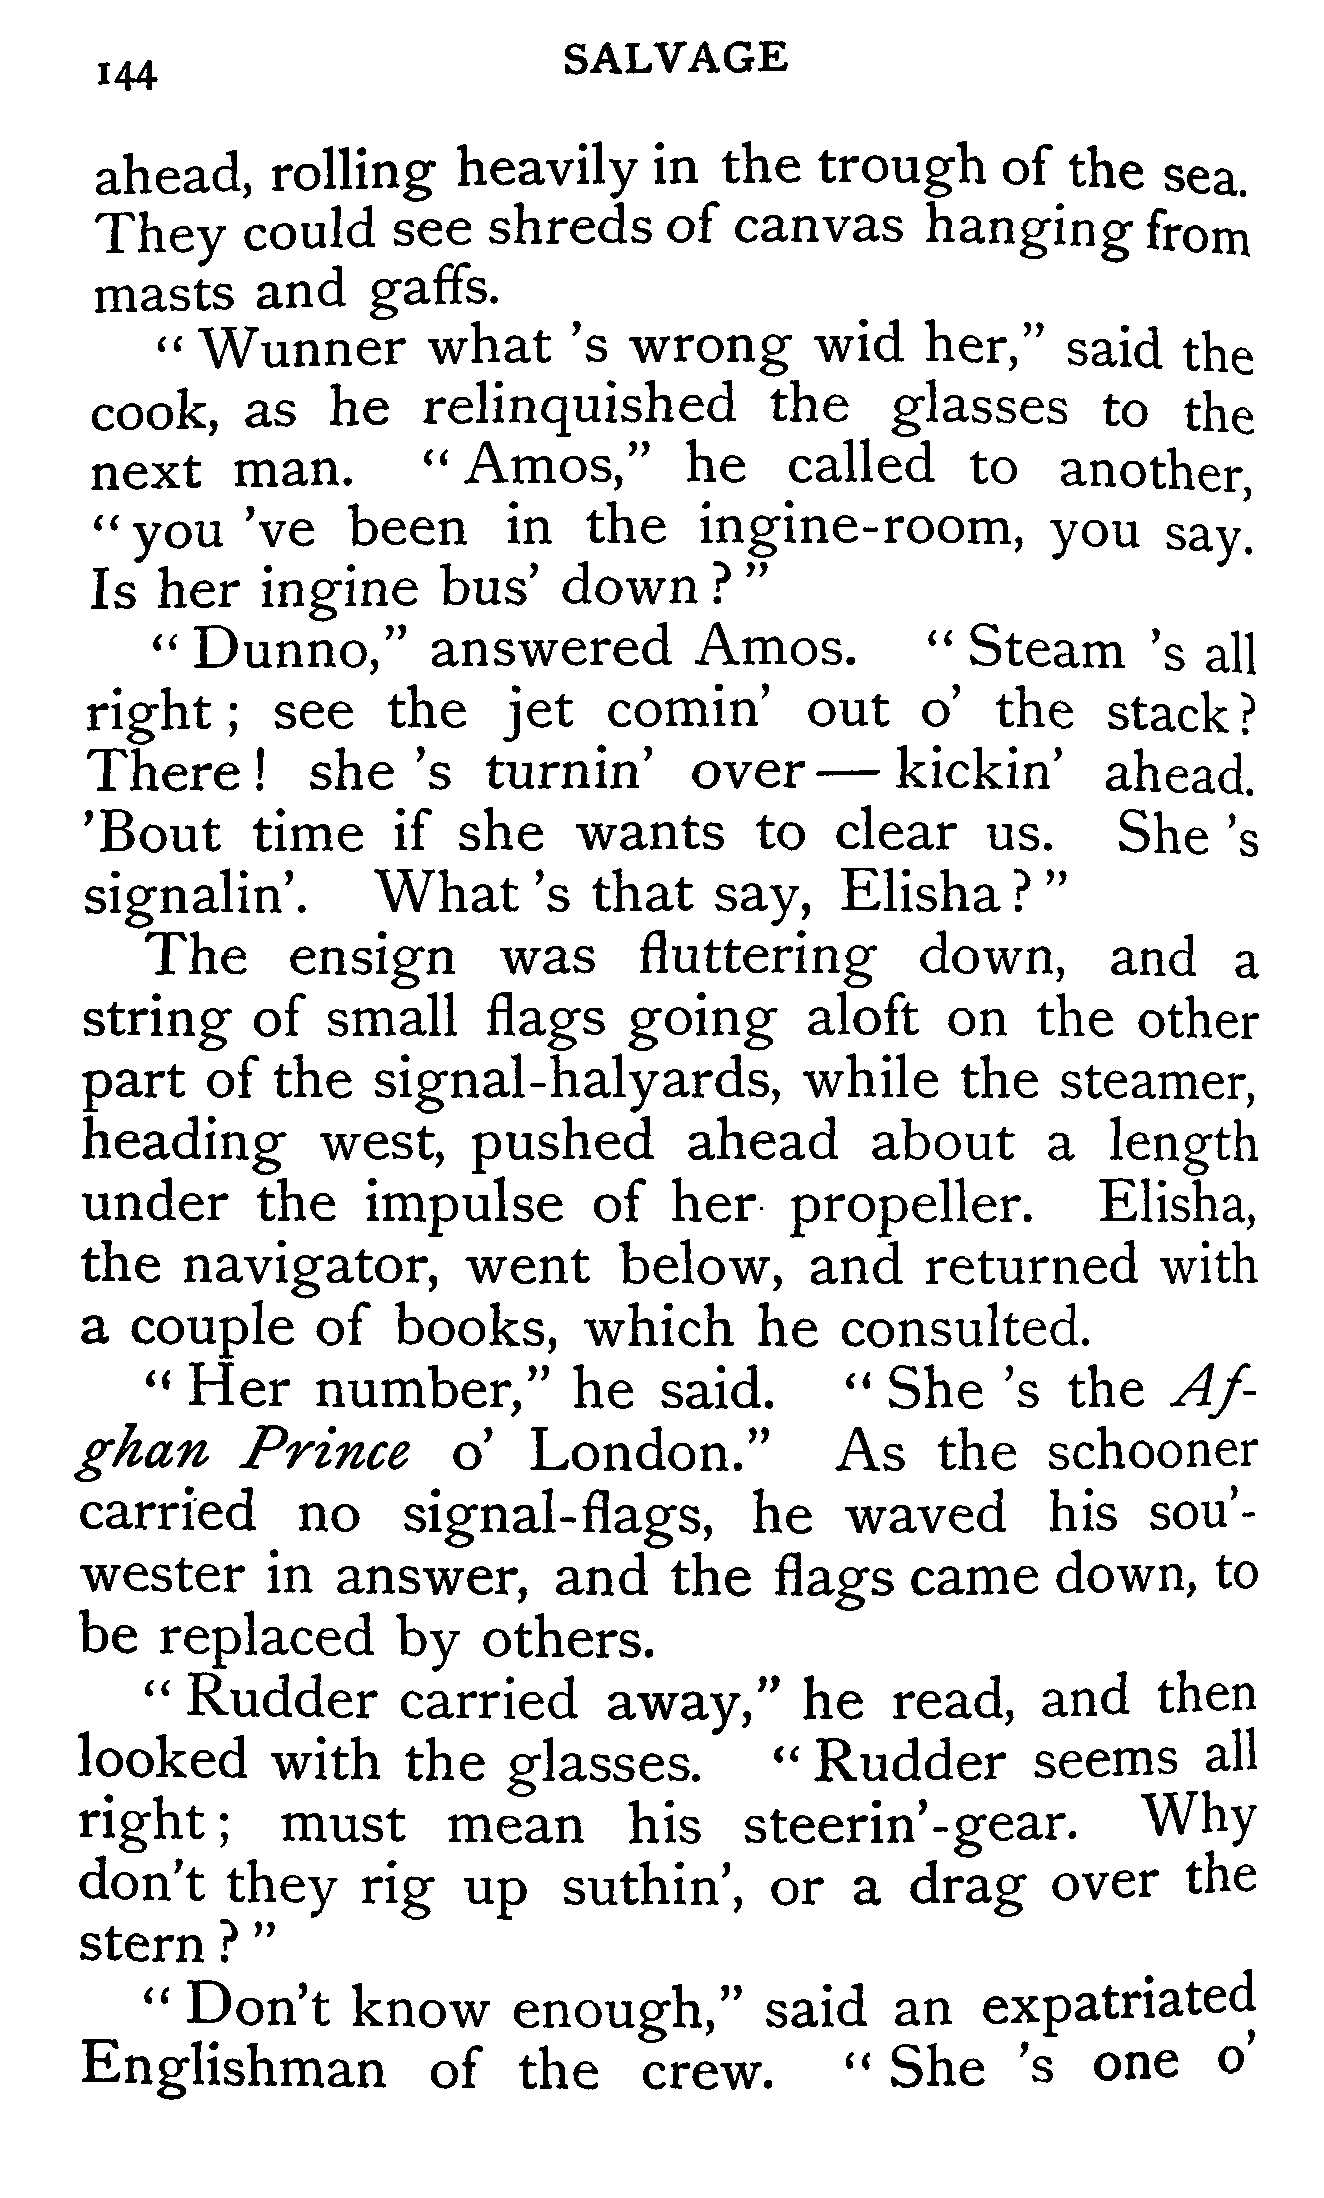 144 SALVAGE
ahead, rolling heavily in the trough of the sea.
They could see shreds of canvas hanging from
masts and gaffs.
“ Wunner what ’s wrong wid her,” said the
cook, as he relinquished the glasses to the
next man. “ Amos,” he called to another,
“ you ’ve been in the ingine-room, you say.
Is her ingine bus’ down ? ”
“ Dunno,” answered Amos. “ Steam ’s all
right ; see the jet comin’ out o’ the stack ?
There ! she ’s turnin’ over — kickin’ ahead.
’Bout time if she wants to clear us. She ’s
signalin’. What ’s that say, Elisha ? ”
The ensign was fluttering down, and a
string of small flags going aloft on the other
part of the signal-halyards, while the steamer,
heading west, pushed ahead about a length
under the impulse of her propeller. Elisha,
the navigator, went below, and returned with
a couple of books, which he consulted.
“ Her number,” he said. “ She ’s the Af-
ghan Prince o’ London.” As the schooner
carried no signal-flags, he waved his sou’-
wester in answer, and the flags came down, to
be replaced by others.
“ Rudder carried away,” he read, and then
looked with the glasses. “ Rudder seems all
right ; must mean his steerin’-gear. Why
don’t they rig up suthin’, or a drag over the
stern ? ”
“ Don’t know enough,” said an expatriated
Englishman of the crew. “ She ’s one o’